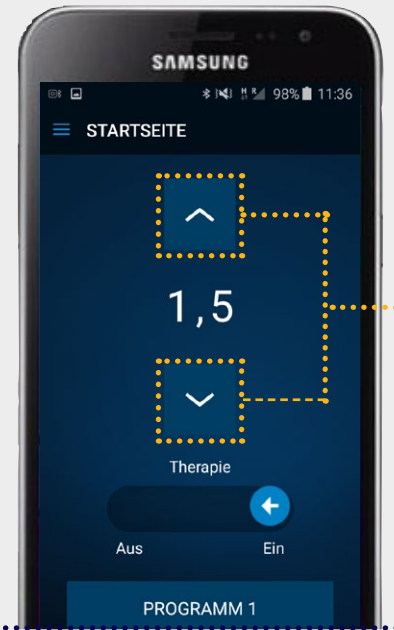 SAMSUNG
98% 11:36
STARTSEITE
1,5
Therapie
Aus Ein
PROGRAMM 1